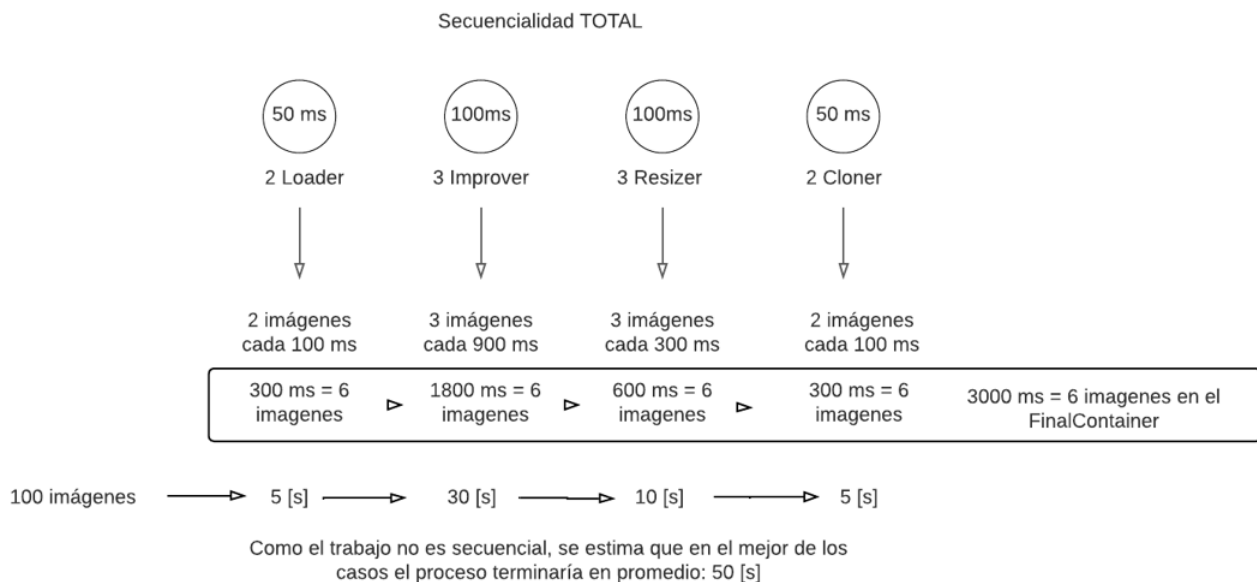 Secuencialidad TOTAL
50 ms
100ms
100ms
50 ms
2 Loader
3 Improver
3 Resizer
2 Cloner
2 imágenes
cada 100 ms
3 imágenes
cada 900 ms
3 imágenes
cada 300 ms
2 imágenes
cada 100 ms
300 ms = 6
imagenes
1800 ms = 6
imagenes
600 ms = 6
imagenes
300 ms = 6
imagenes
3000 ms = 6 imagenes en el
FinalContainer
100 imágenes
5 [s]
30 [s]
10 [s]
5 [s]
Como el trabajo no es secuencial, se estima que en el mejor de los
casos el proceso terminaría en promedio: 50 [s]